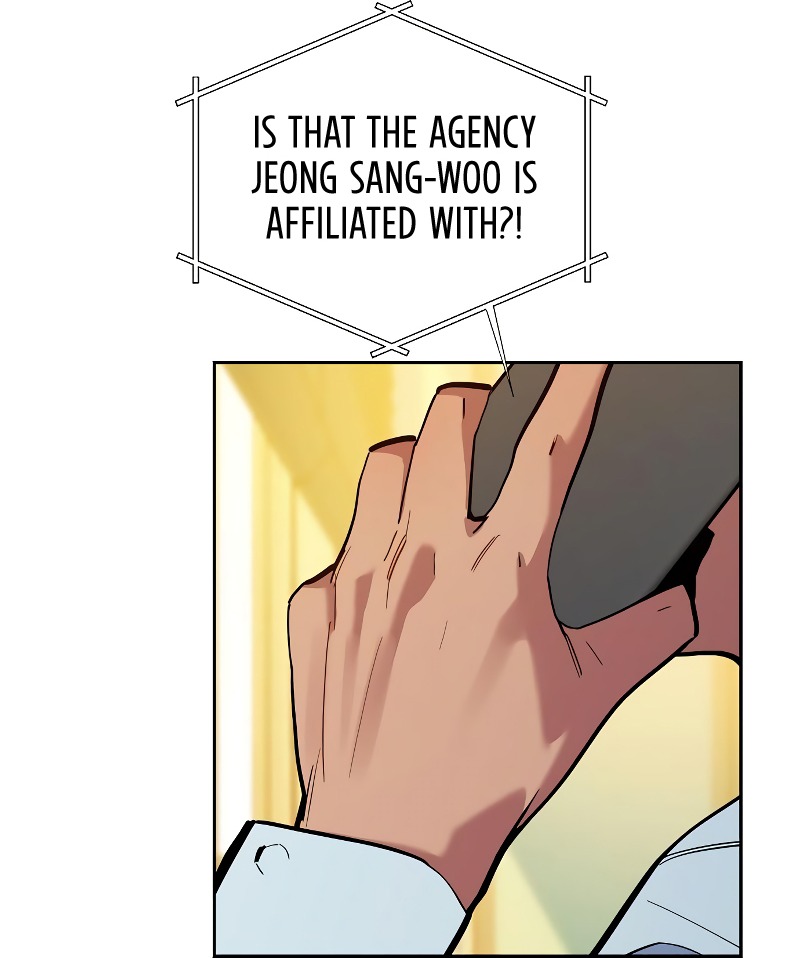 IS THAT THE AGENCY
JEONG SANG-WOO IS
AFFILIATED WITH?!